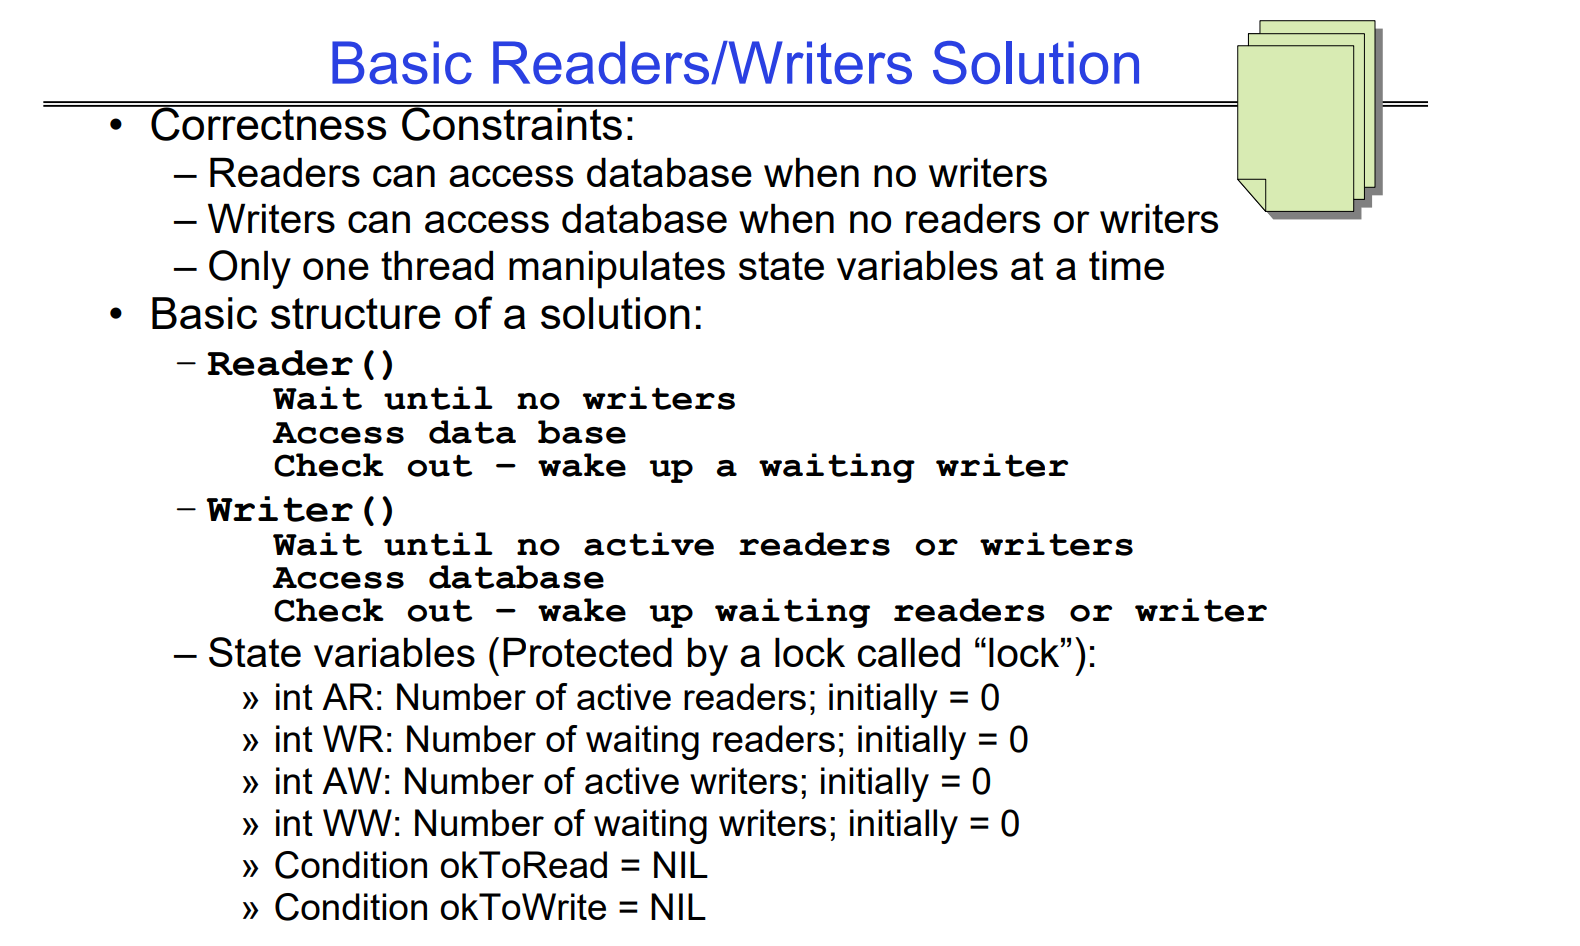 Basic Readers/Writers Solution
• Correctness Constraints:
– Readers can access database when no writers
– Writers can access database when no readers or writers
– Only one thread manipulates state variables at a time
• Basic structure of a solution:
– Reader()
Wait until no writers
Access data base
Check out – wake up a waiting writer
– Writer()
Wait until no active readers or writers
Access database
Check out – wake up waiting readers or writer
– State variables (Protected by a lock called “lock”):
» int AR: Number of active readers; initially = 0
» int WR: Number of waiting readers; initially = 0
» int AW: Number of active writers; initially = 0
» int WW: Number of waiting writers; initially = 0
» Condition okToRead = NIL
» Condition okToWrite = NIL